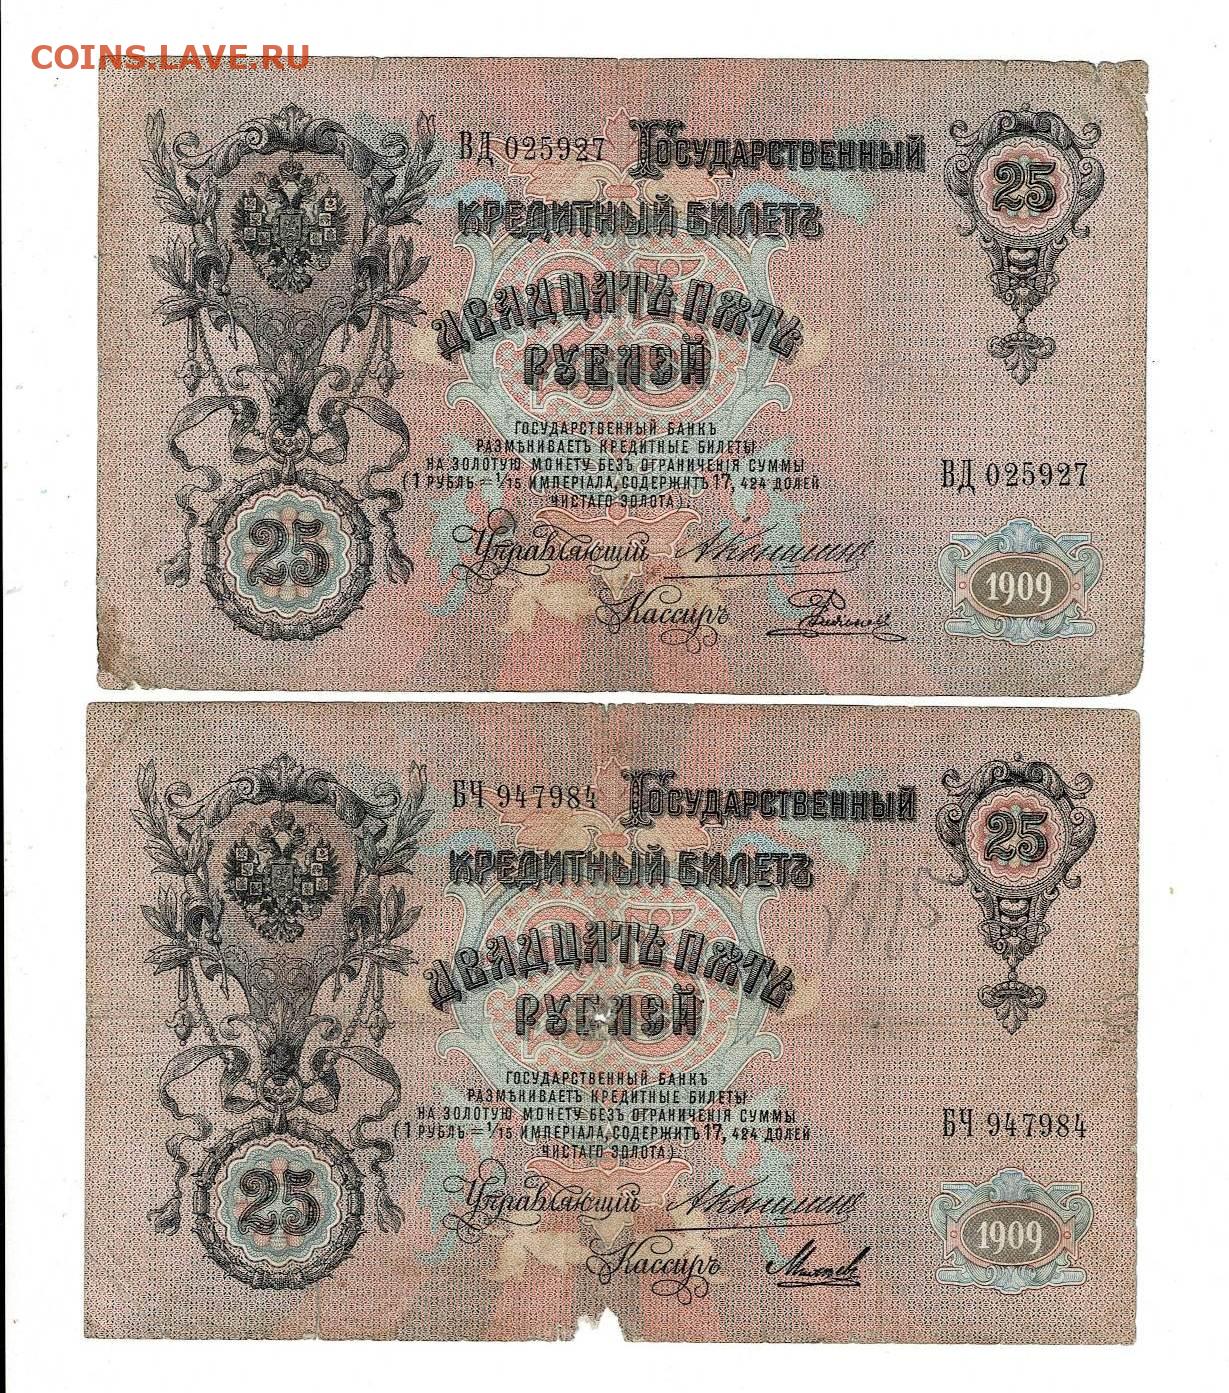 COINS.LAVE.RU
ВД 025927 Государственный
25
кредитный билетъ
двадцать пять
рублей
Государственный банкъ
размѣниваетъ кредитные билеты
на золотую монету безъ ограниченія суммы
(1 рубль = 1/15 имперіала, содержитъ 17, 424 долей
чистаго золота).
ВД 025927
25
Управляющій
Кассиръ
1909
БЧ 947984 Государственный
25
кредитный билетъ
двадцать пять
рублей
Государственный банкъ
размѣниваетъ кредитные билеты
на золотую монету безъ ограниченія суммы
(1 рубль = 1/15 имперіала, содержитъ 17, 424 долей
чистаго золота).
БЧ 947984
25
Управляющій
Кассиръ
1909